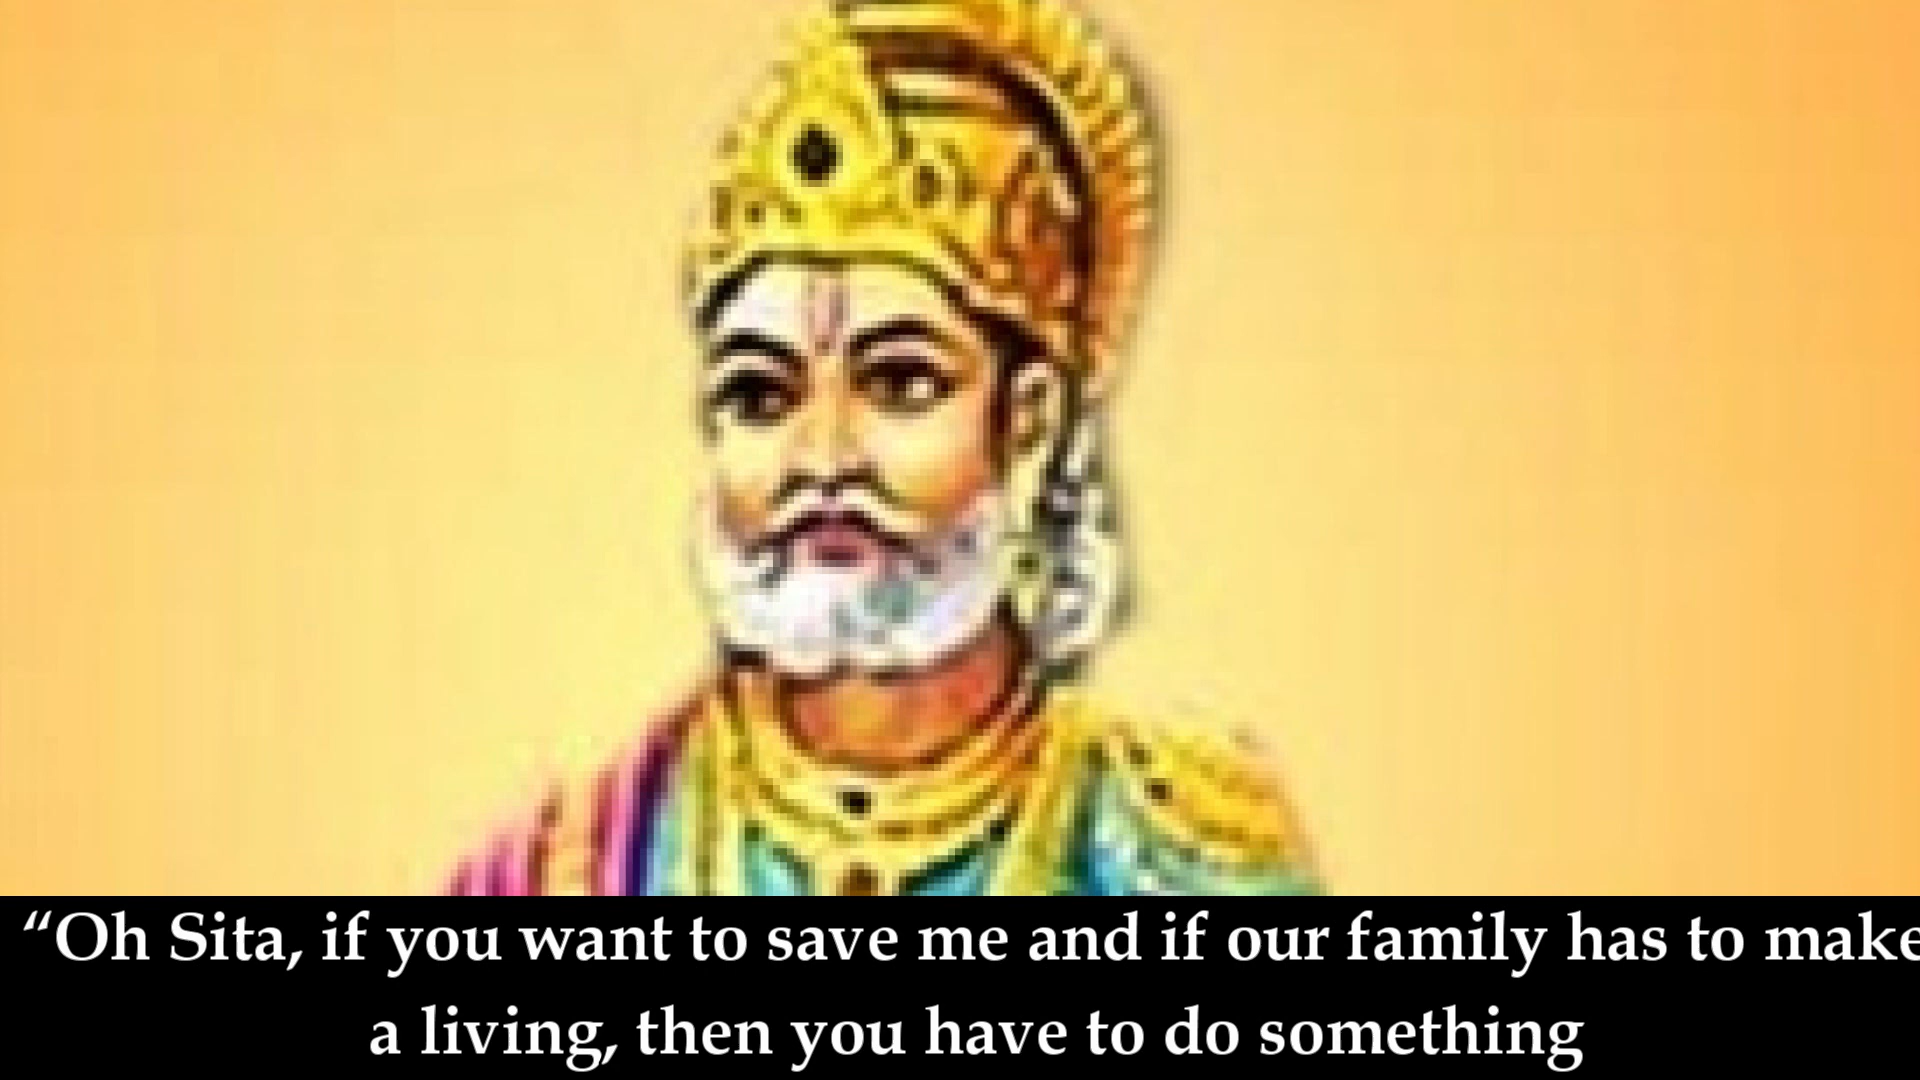 “Oh Sita, if you want to save me and if our family has to make
a living, then you have to do something